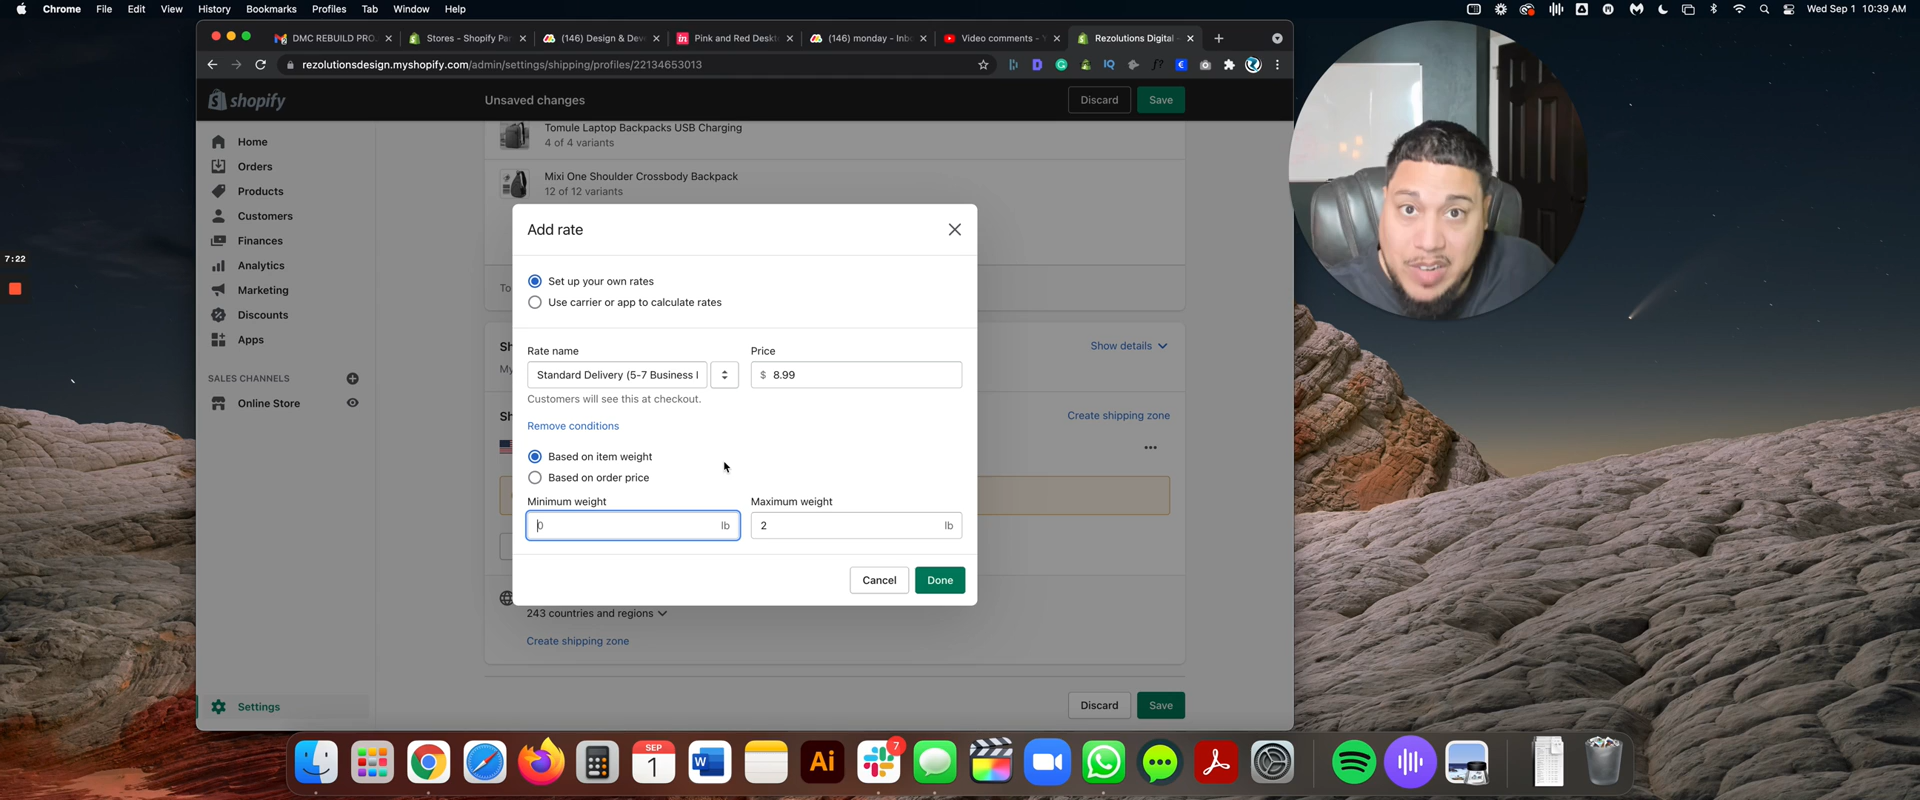 Chrome File Edit View History Bookmarks Profiles Tab Window Help
Wed Sep 1 10:39 AM
DMC REBUILD PRO
Stores - Shopify Pa
(146) Design & Dev
Pink and Red Deskt
(146) monday - Inb
Video comments - Y
Rezolutions Digital
rezolutionsdesign.myshopify.com/admin/settings/shipping/profiles/22134653013
IQ
f?
shopify
Unsaved changes
Discard
Save
Home
Orders
Products
Customers
Finances
Analytics
Marketing
Discounts
Apps
SALES CHANNELS
Online Store
Settings
7:22
Tomule Laptop Backpacks USB Charging
4 of 4 variants
Mixi One Shoulder Crossbody Backpack
12 of 12 variants
To
Sh
My
Show details
Sh
Create shipping zone
Add rate
Set up your own rates
Use carrier or app to calculate rates
Rate name
Price
Standard Delivery (5-7 Business
$ 8.99
Customers will see this at checkout.
Remove conditions
Based on item weight
Based on order price
Minimum weight
Maximum weight
0 lb
2 lb
Cancel
Done
243 countries and regions
Create shipping zone
Discard
Save
SEP
1
W
Ai
7